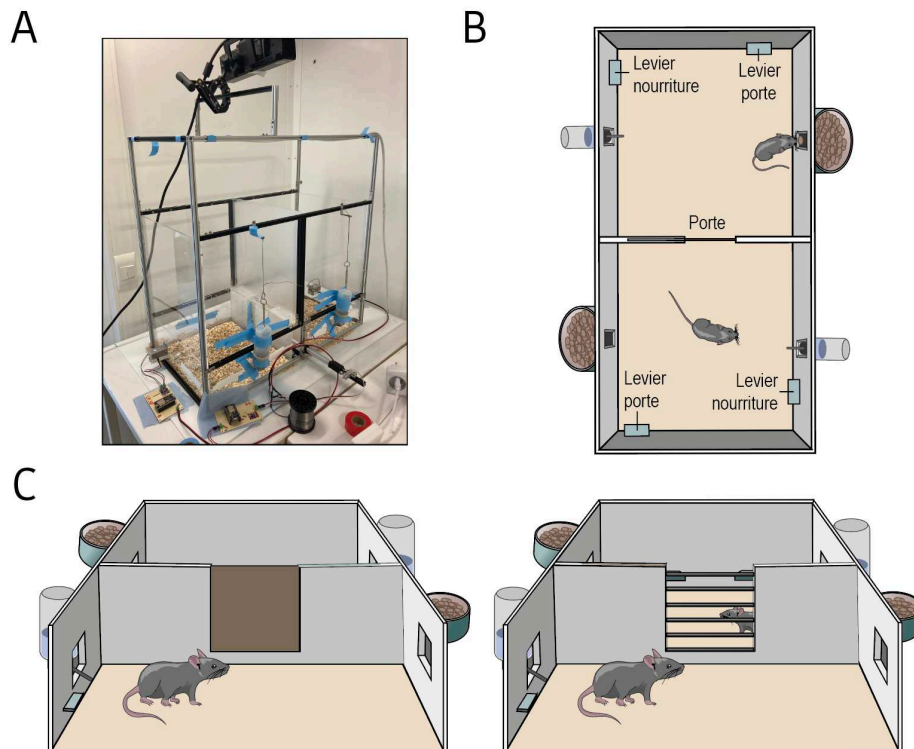 A
B
Levier
nourriture
Levier
porte
Porte
Levier
porte
Levier
nourriture
C